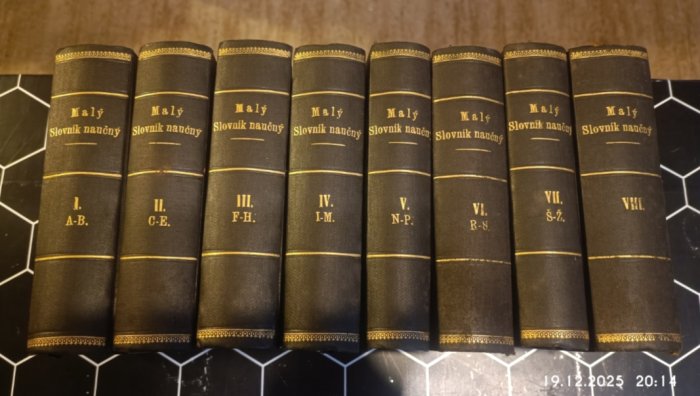 Malý
Slovník naučný
I.
A-B.
Malý
Slovník naučný
II.
C-E.
Malý
Slovník naučný
III.
F-H.
Malý
Slovník naučný
IV.
I-M.
Malý
Slovník naučný
V.
N-P.
Malý
Slovník naučný
VI.
R-S.
Malý
Slovník naučný
VII.
Š-Ž.
Malý
Slovník naučný
VIII.
19.12.2025 20:14